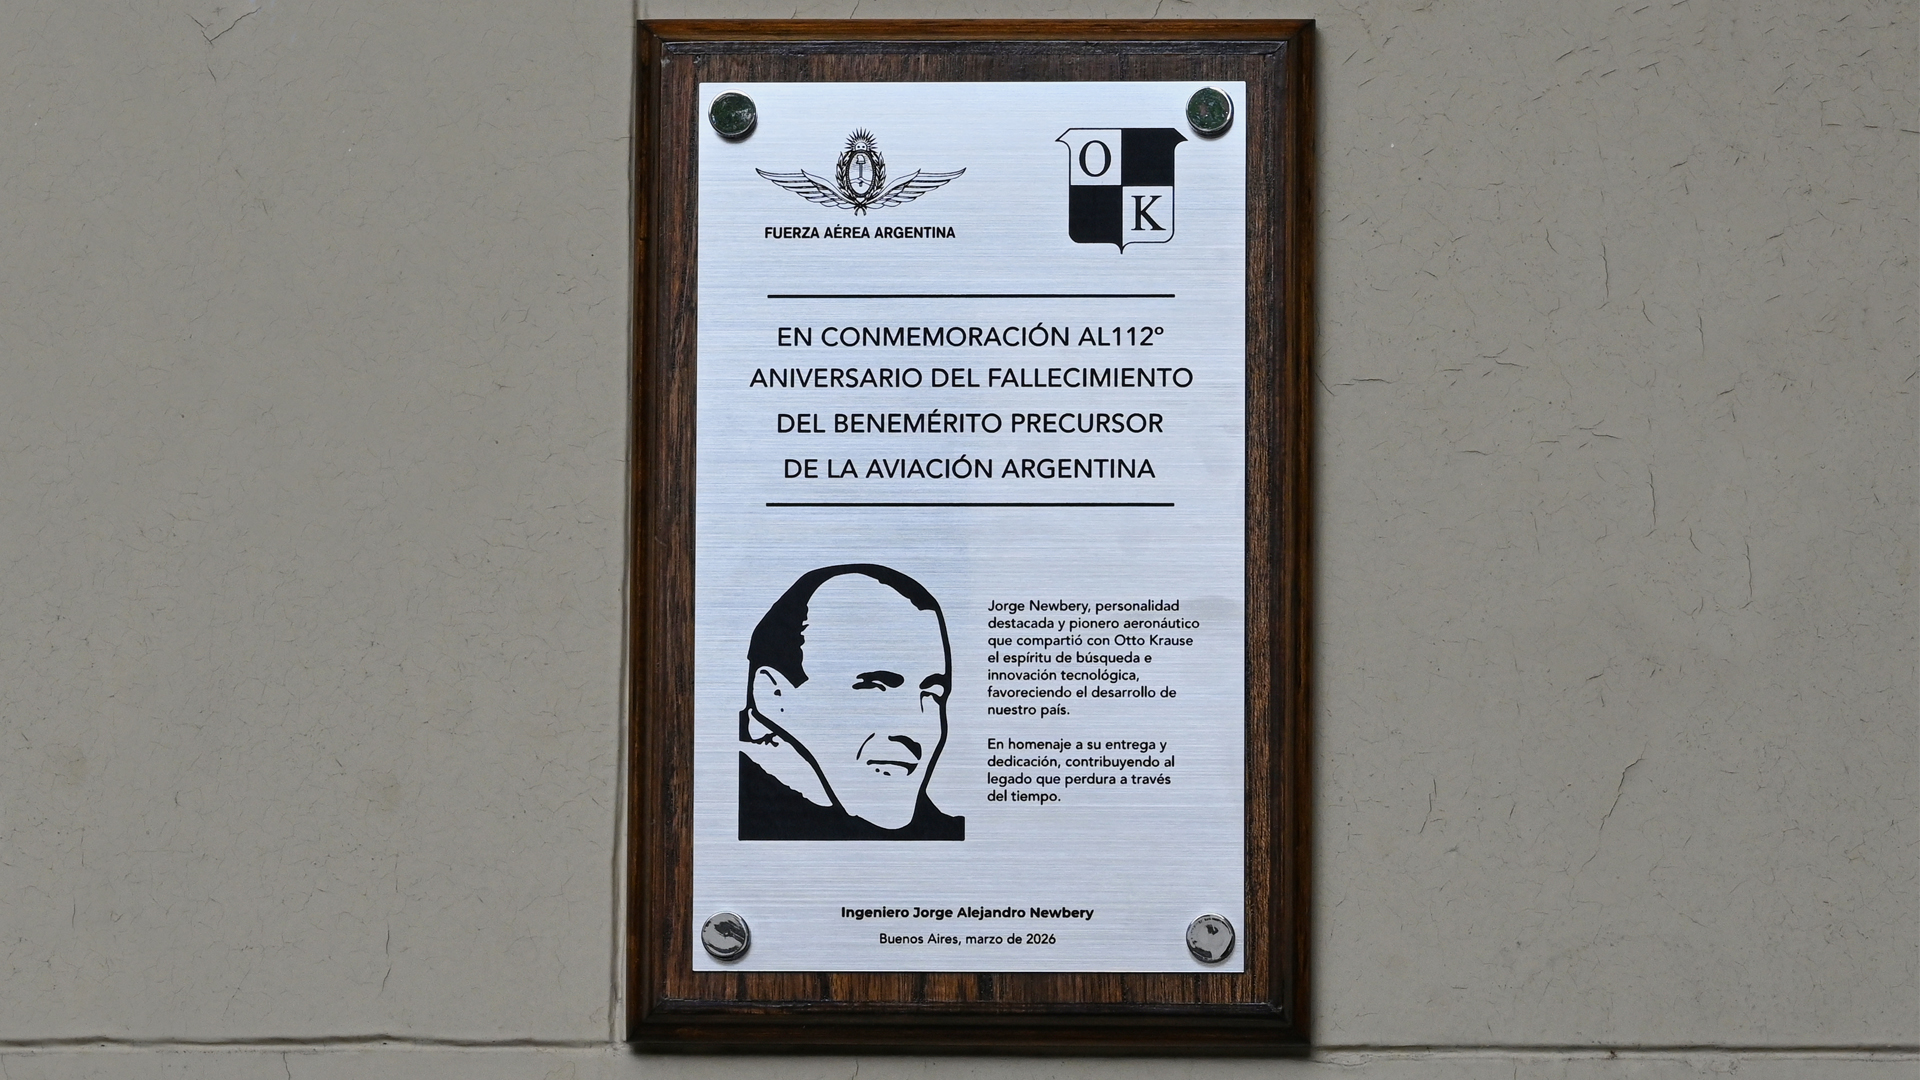 FUERZA AÉREA ARGENTINA
O
K
EN CONMEMORACIÓN AL112º
ANIVERSARIO DEL FALLECIMIENTO
DEL BENEMÉRITO PRECURSOR
DE LA AVIACIÓN ARGENTINA
Jorge Newbery, personalidad
destacada y pionero aeronáutico
que compartió con Otto Krause
el espíritu de búsqueda e
innovación tecnológica,
favoreciendo el desarrollo de
nuestro país.
En homenaje a su entrega y
dedicación, contribuyendo al
legado que perdura a través
del tiempo.
Ingeniero Jorge Alejandro Newbery
Buenos Aires, marzo de 2026